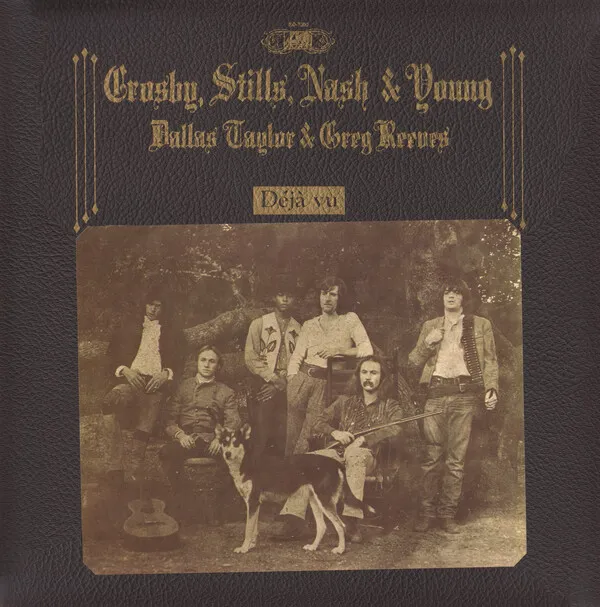 Crosby, Stills, Nash & Young
Dallas Taylor & Greg Reeves
Déjà vu